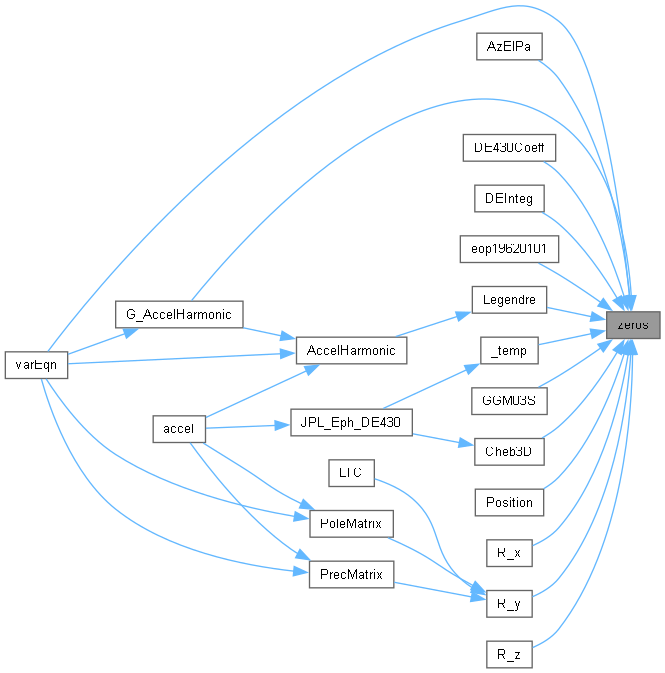 AzElPa
DE430Coeff
DEInteg
eop19620101
Legendre
G_AccelHarmonic
zeros
AccelHarmonic
_temp
varEqn
GGM03S
accel
JPL_Eph_DE430
Cheb3D
LTC
Position
PoleMatrix
R_x
PrecMatrix
R_y
R_z